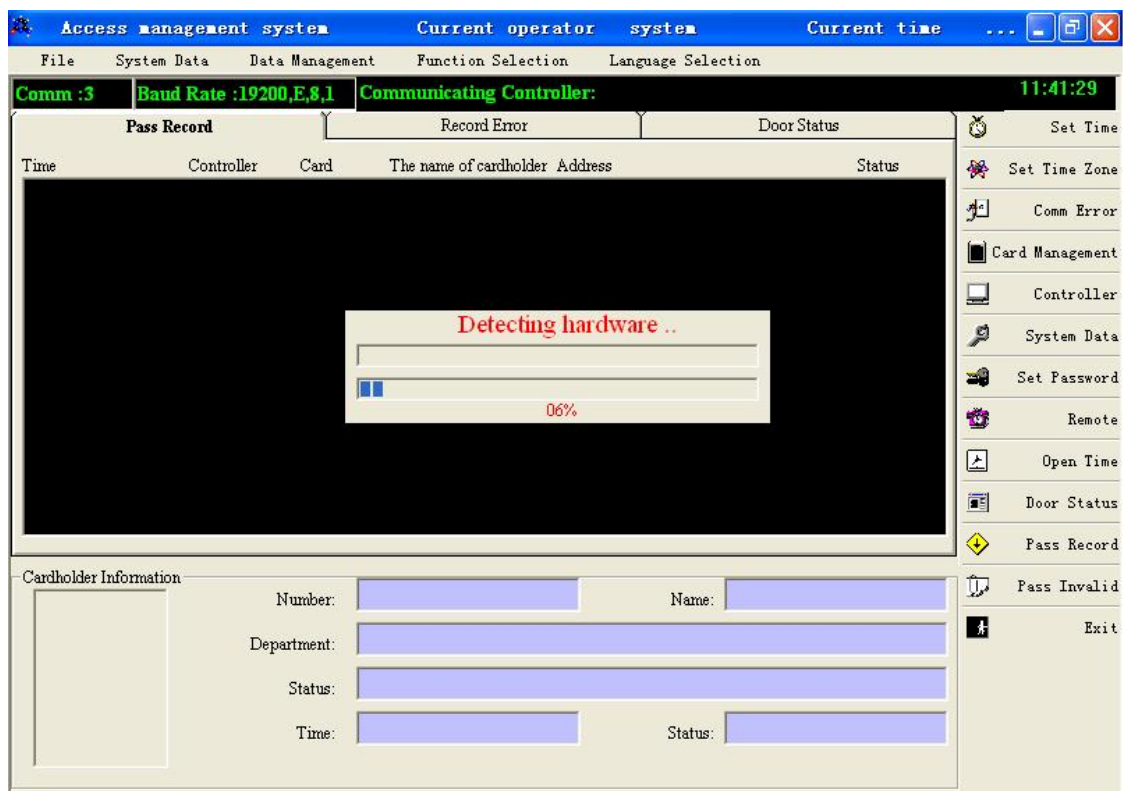 Access management system Current operator system Current time ...
File System Data Data Management Function Selection Language Selection
Comm :3 Baud Rate :19200,E,8,1 Communicating Controller: 11:41:29
Pass Record Record Error Door Status
Time Controller Card The name of cardholder Address Status
Detecting hardware ..
06%
Cardholder Information
Number: Name:
Department:
Status:
Time: Status:
Set Time
Set Time Zone
Comm Error
Card Management
Controller
System Data
Set Password
Remote
Open Time
Door Status
Pass Record
Pass Invalid
Exit